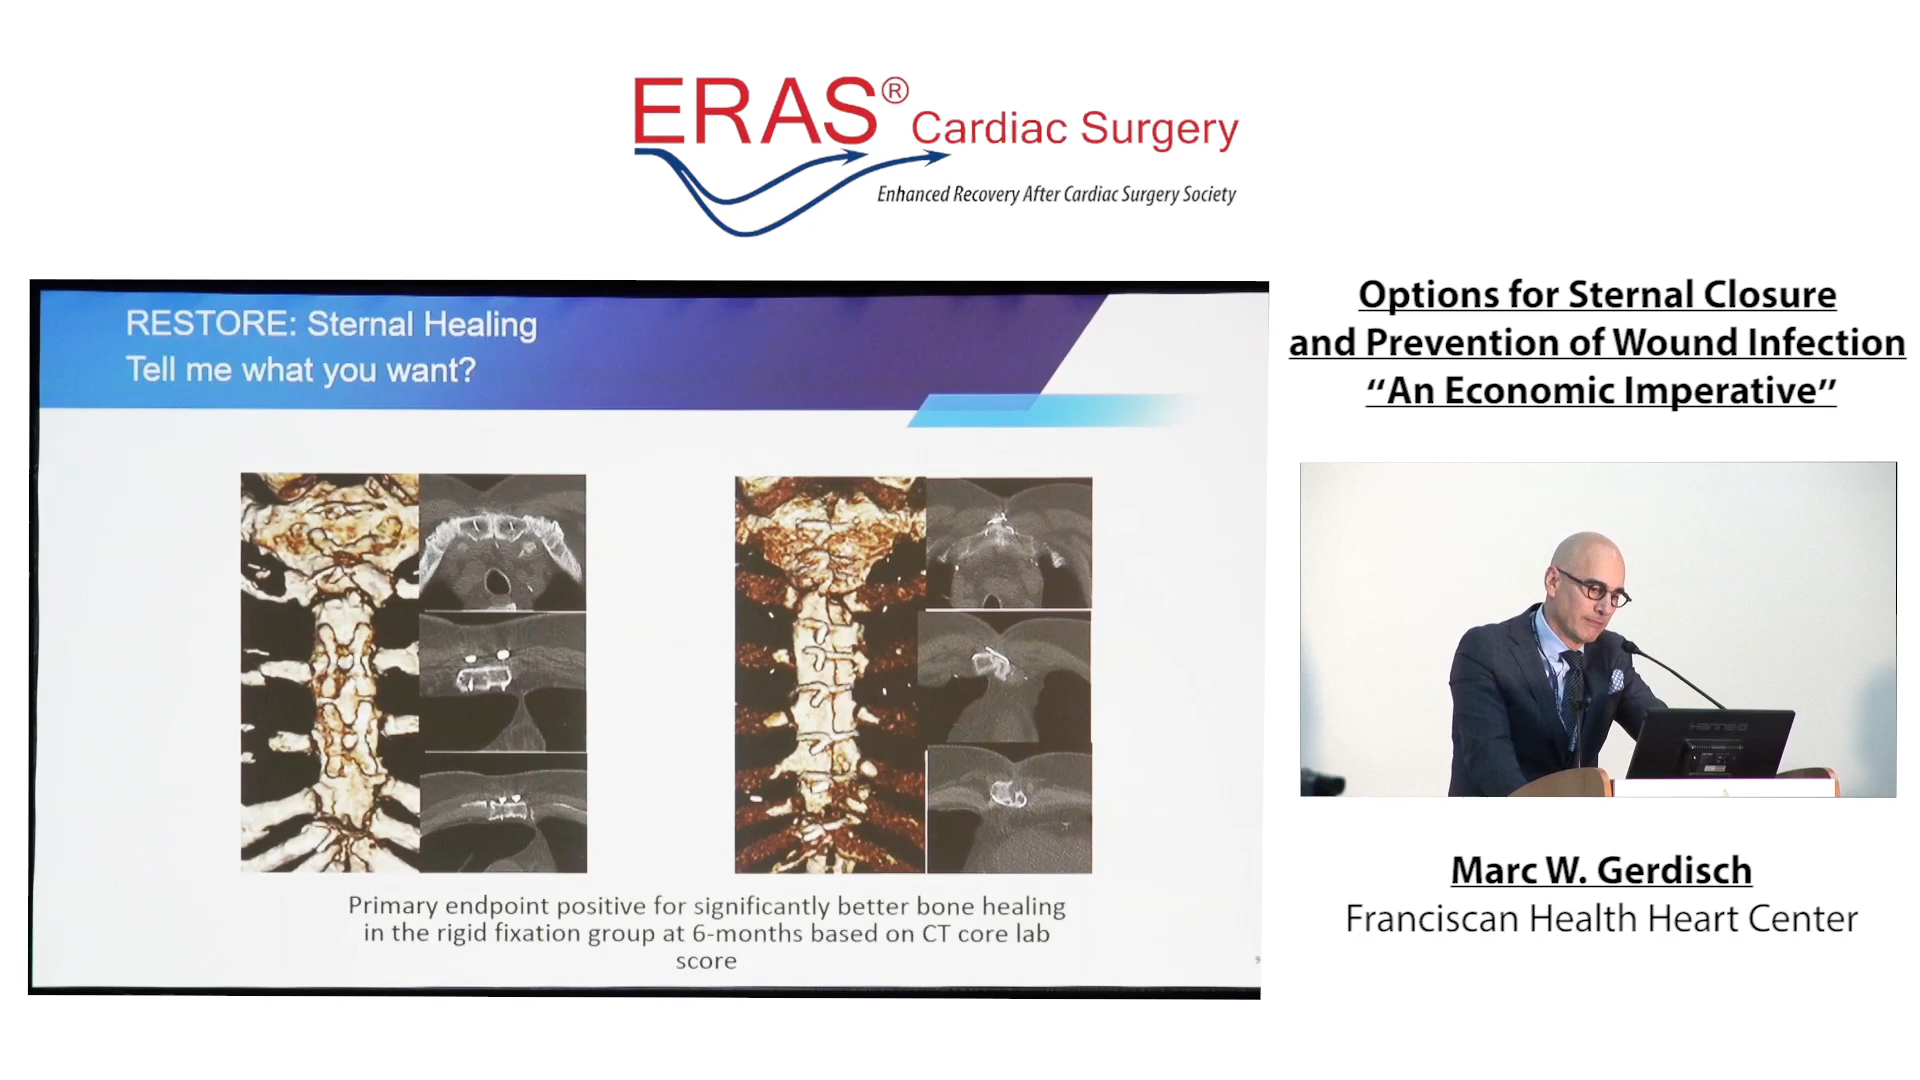 ERAS®
Cardiac Surgery
Enhanced Recovery After Cardiac Surgery Society
RESTORE: Sternal Healing
Tell me what you want?
Primary endpoint positive for significantly better bone healing
in the rigid fixation group at 6-months based on CT core lab
score
9
Options for Sternal Closure
and Prevention of Wound Infection
“An Economic Imperative”
HANNS-G
Marc W. Gerdisch
Franciscan Health Heart Center